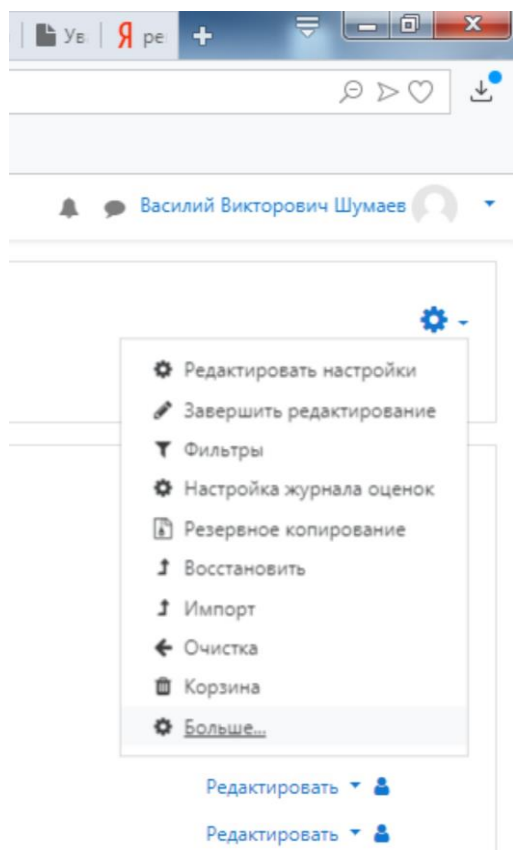 Ув
Я ре
Василий Викторович Шумаев
Редактировать настройки
Завершить редактирование
Фильтры
Настройка журнала оценок
Резервное копирование
Восстановить
Импорт
Очистка
Корзина
Больше...
Редактировать
Редактировать